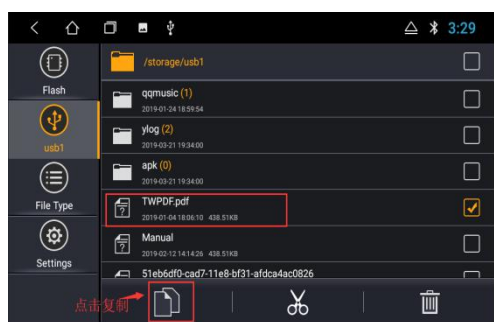 3:29
Flash
usb1
File Type
Settings
/storage/usb1
qqmusic (1)
2019-01-24 18:59:54
ylog (2)
2019-03-21 19:34:00
apk (0)
2019-03-21 19:34:00
TWPDF.pdf
2019-01-04 18:06:10 438.51KB
Manual
2019-02-12 14:14:26 438.51KB
51eb6df0-cad7-11e8-bf31-afdca4ac0826
点击复制